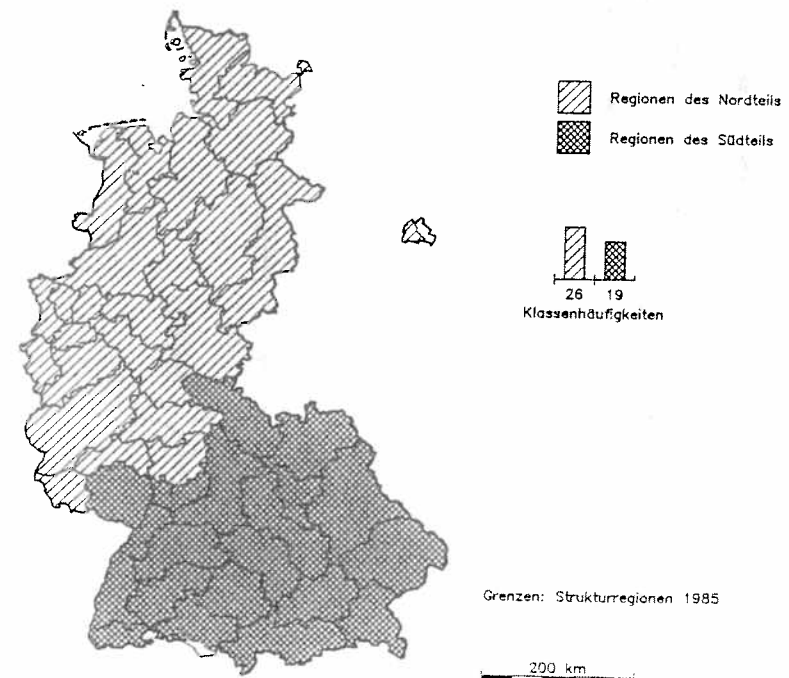 Regionen des Nordteils
Regionen des Südteils
26 19
Klassenhäufigkeiten
Grenzen: Strukturregionen 1985
200 km